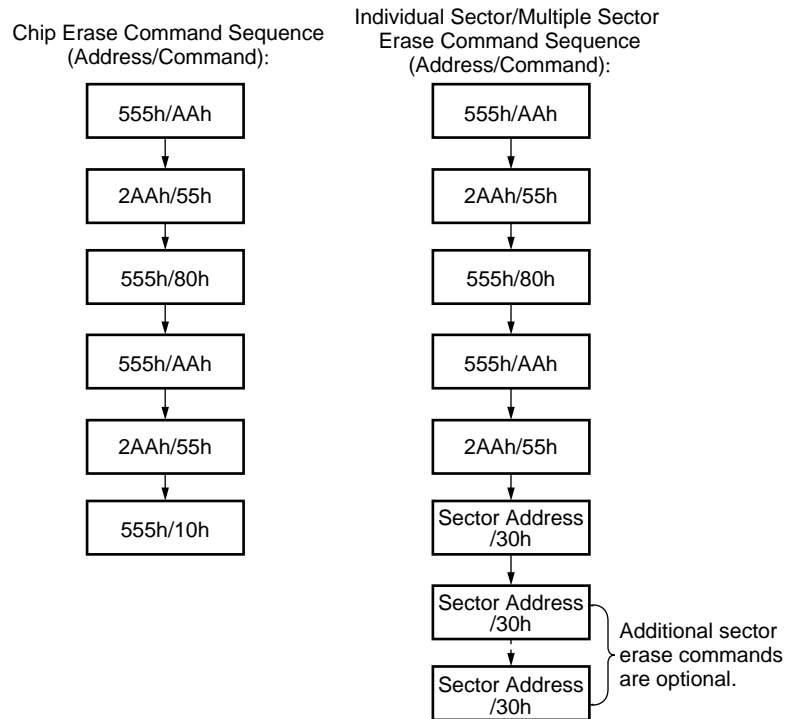 Chip Erase Command Sequence
(Address/Command):
555h/AAh
2AAh/55h
555h/80h
555h/AAh
2AAh/55h
555h/10h
Individual Sector/Multiple Sector
Erase Command Sequence
(Address/Command):
555h/AAh
2AAh/55h
555h/80h
555h/AAh
2AAh/55h
Sector Address
/30h
Sector Address
/30h
Sector Address
/30h
Additional sector
erase commands
are optional.